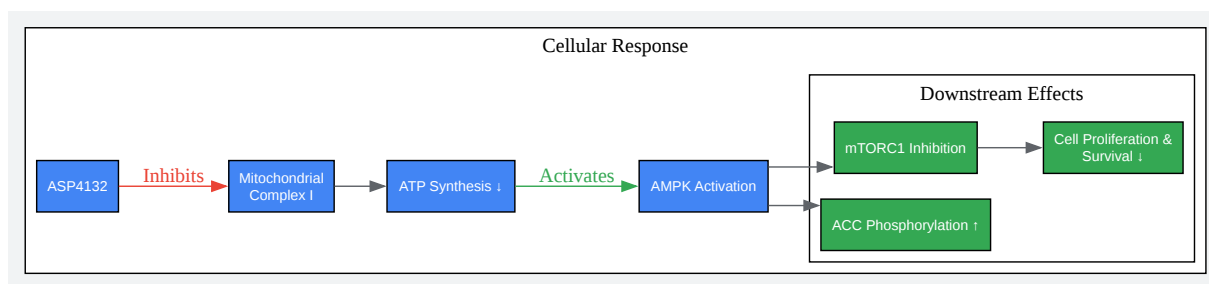 Cellular Response
Downstream Effects
ASP4132
Inhibits
Mitochondrial
Complex I
ATP Synthesis ↓
Activates
AMPK Activation
mTORC1 Inhibition
Cell Proliferation &
Survival ↓
ACC Phosphorylation ↑